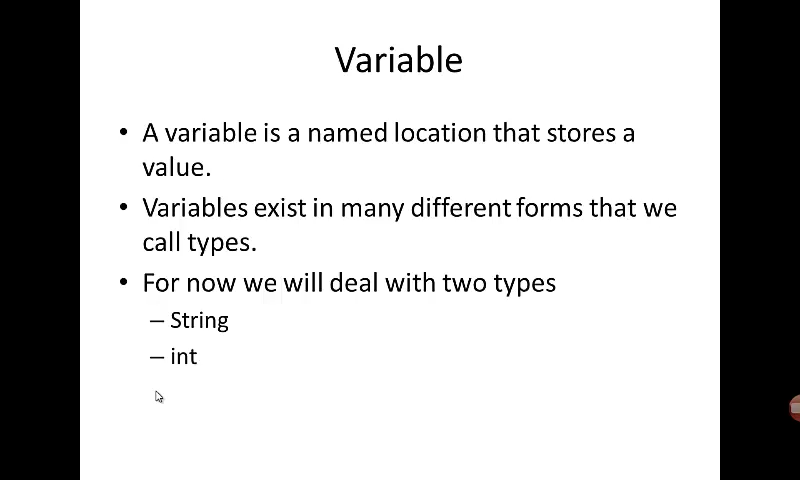 Variable
• A variable is a named location that stores a
value.
• Variables exist in many different forms that we
call types.
• For now we will deal with two types
– String
– int